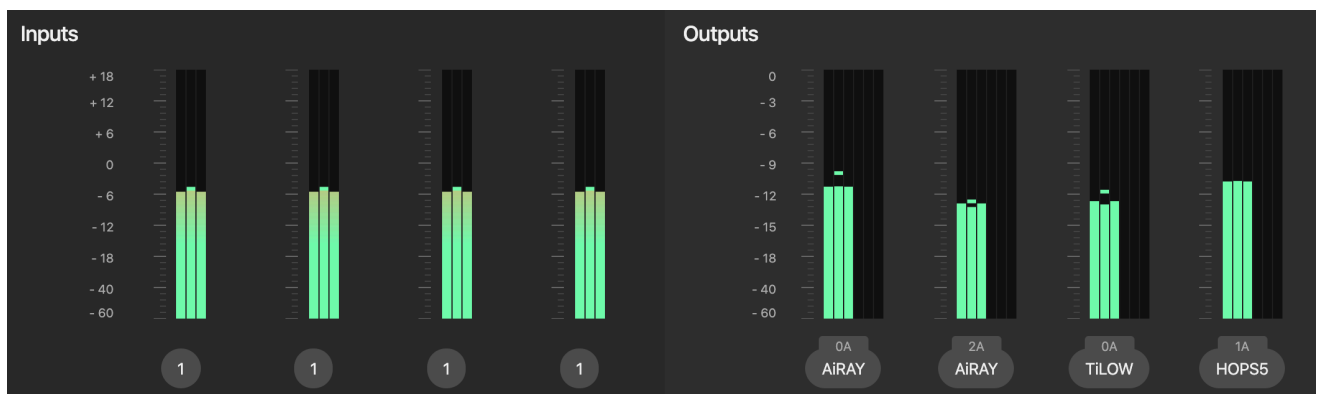 Inputs
+ 18
+ 12
+ 6
0
- 6
- 12
- 18
- 40
- 60
1
1
1
1
Outputs
0
- 3
- 6
- 9
- 12
- 15
- 18
- 40
- 60
0A
AiRAY
2A
AiRAY
0A
TiLOW
1A
HOPS5